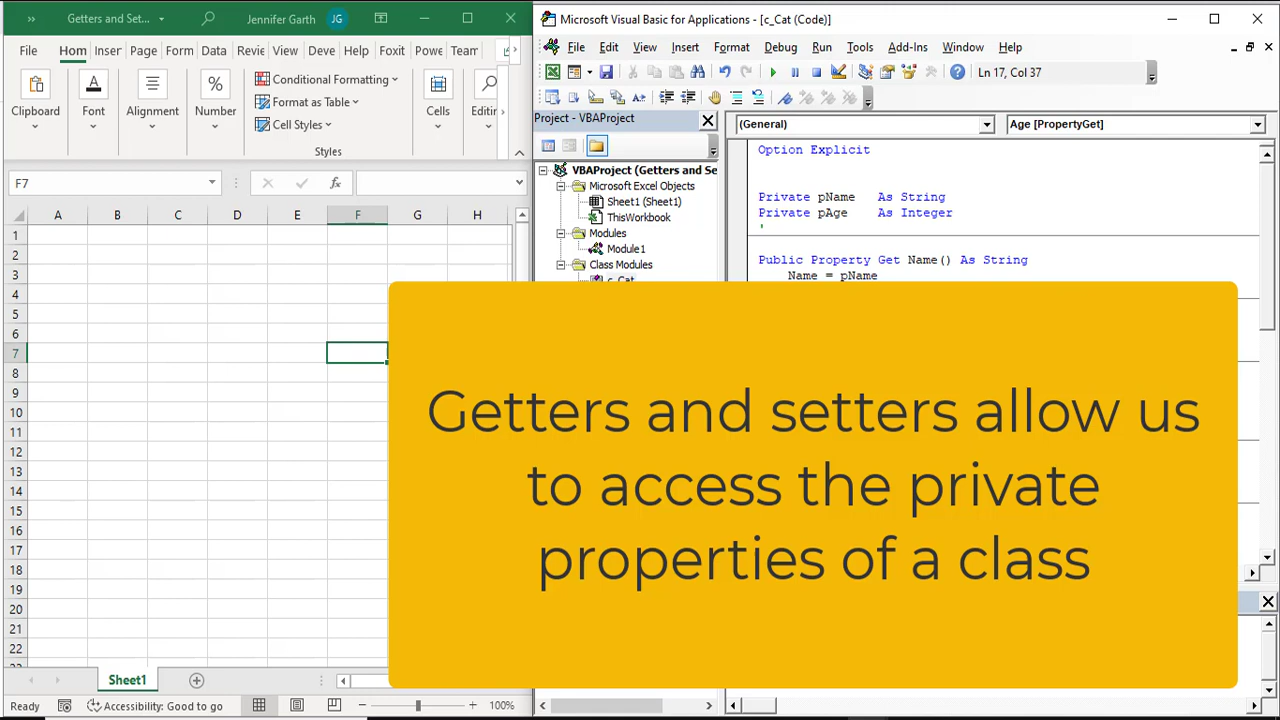 Getters and Set... Jennifer Garth JG
File Hom Inser Page Form Data Revie View Deve Help Foxit Powe Team
Clipboard Font Alignment Number Conditional Formatting Format as Table Cell Styles Cells Editin
Styles
F7 fx
A B C D E F G H
1
2
3
4
5
6
7
8
9
10
11
12
13
14
15
16
17
18
19
20
21
22
Sheet1
Ready Accessibility: Good to go 100%
Microsoft Visual Basic for Applications - [c_Cat (Code)]
File Edit View Insert Format Debug Run Tools Add-Ins Window Help
Ln 17, Col 37
Project - VBAProject
VBAProject (Getters and Se
Microsoft Excel Objects
Sheet1 (Sheet1)
ThisWorkbook
Modules
Module1
Class Modules
c_Cat
(General) Age [PropertyGet]
Option Explicit
Private pName As String
Private pAge As Integer
'
Public Property Get Name() As String
Name = pName
Getters and setters allow us
to access the private
properties of a class